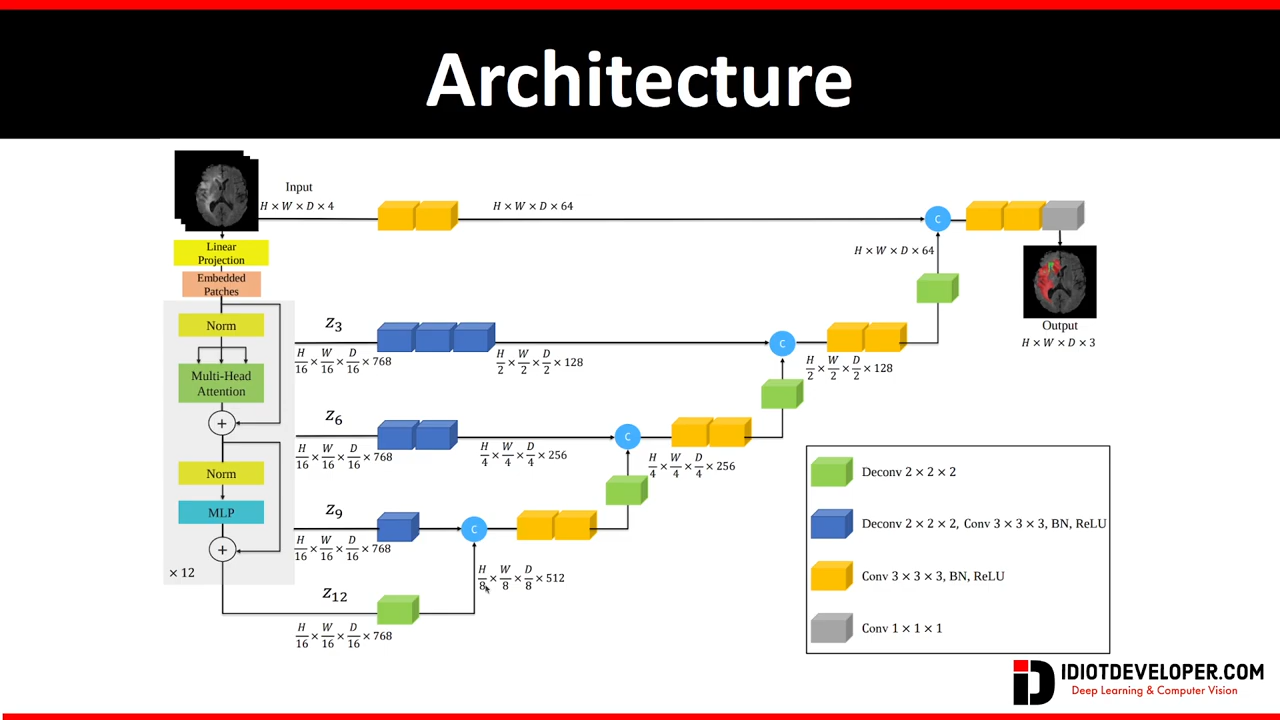 Architecture
Input
H × W × D × 4
H × W × D × 64
Linear
Projection
Embedded
Patches
Norm
Multi-Head
Attention
+
Norm
MLP
+
× 12
z₃
H/16 × W/16 × D/16 × 768
H/2 × W/2 × D/2 × 128
z₆
H/16 × W/16 × D/16 × 768
H/4 × W/4 × D/4 × 256
z₉
H/16 × W/16 × D/16 × 768
z₁₂
H/16 × W/16 × D/16 × 768
C
H/8 × W/8 × D/8 × 512
C
H/4 × W/4 × D/4 × 256
C
H/2 × W/2 × D/2 × 128
C
H × W × D × 64
Output
H × W × D × 3
Deconv 2 × 2 × 2
Deconv 2 × 2 × 2, Conv 3 × 3 × 3, BN, ReLU
Conv 3 × 3 × 3, BN, ReLU
Conv 1 × 1 × 1
iD
IDIOTDEVELOPER.COM
Deep Learning & Computer Vision